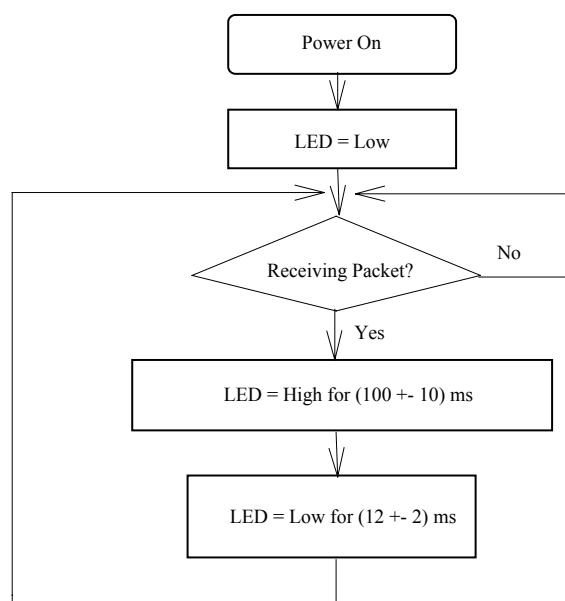 Power On
LED = Low
Receiving Packet?
No
Yes
LED = High for (100 +- 10) ms
LED = Low for (12 +- 2) ms